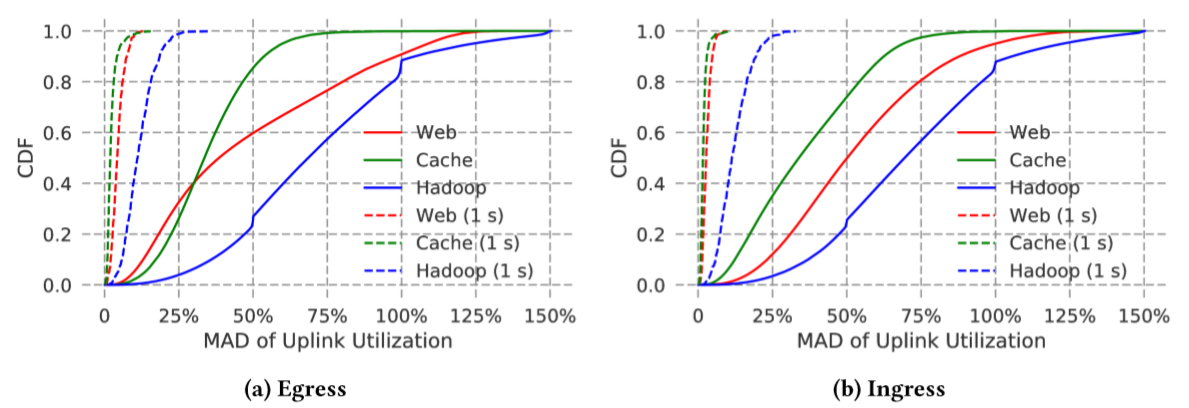 1.0
0.8
0.6
0.4
0.2
0.0
CDF
0 25% 50% 75% 100% 125% 150%
MAD of Uplink Utilization
Web
Cache
Hadoop
Web (1 s)
Cache (1 s)
Hadoop (1 s)
(a) Egress
1.0
0.8
0.6
0.4
0.2
0.0
CDF
0 25% 50% 75% 100% 125% 150%
MAD of Uplink Utilization
Web
Cache
Hadoop
Web (1 s)
Cache (1 s)
Hadoop (1 s)
(b) Ingress